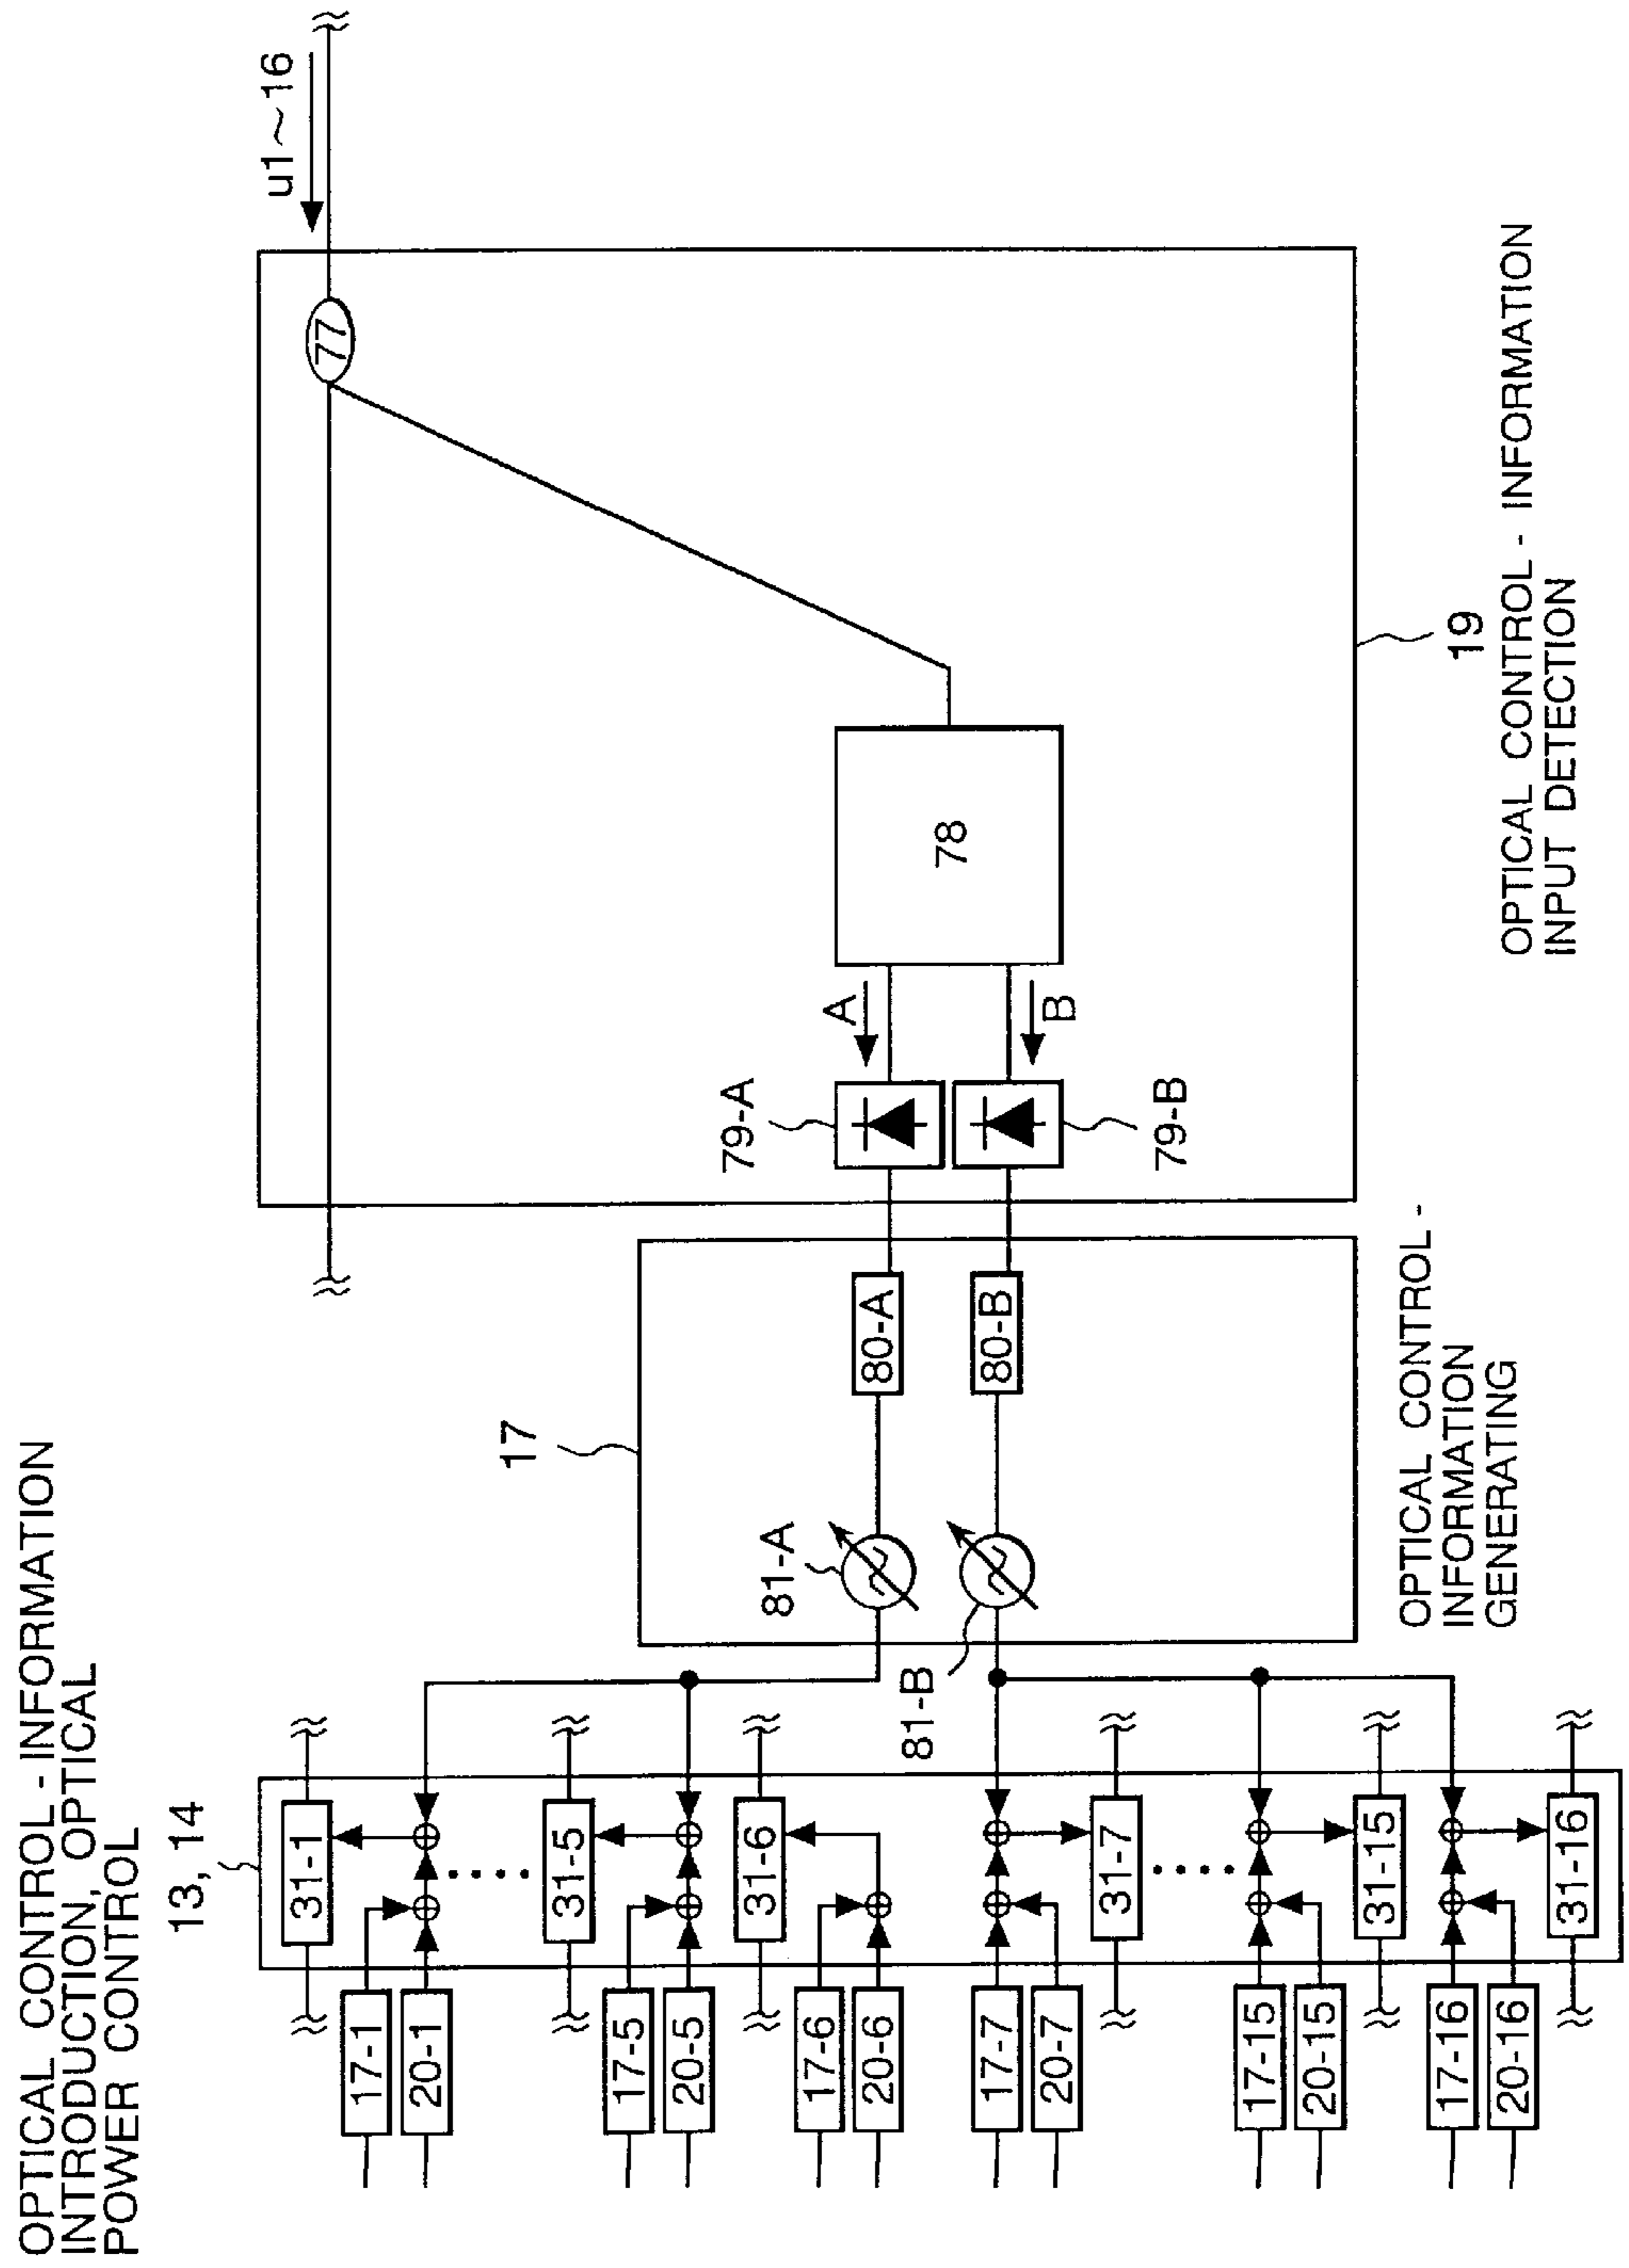 OPTICAL CONTROL - INFORMATION
INTRODUCTION, OPTICAL
POWER CONTROL
13, 14
17-1
31-1
20-1
17-5
31-5
20-5
31-6
17-6
20-6
17-7
20-7
31-7
17-15
20-15
31-15
17-16
20-16
31-16
17
81-A
80-A
81-B
80-B
OPTICAL CONTROL -
INFORMATION
GENERATING
u1~16
77
78
A
B
79-A
79-B
19
OPTICAL CONTROL - INFORMATION
INPUT DETECTION